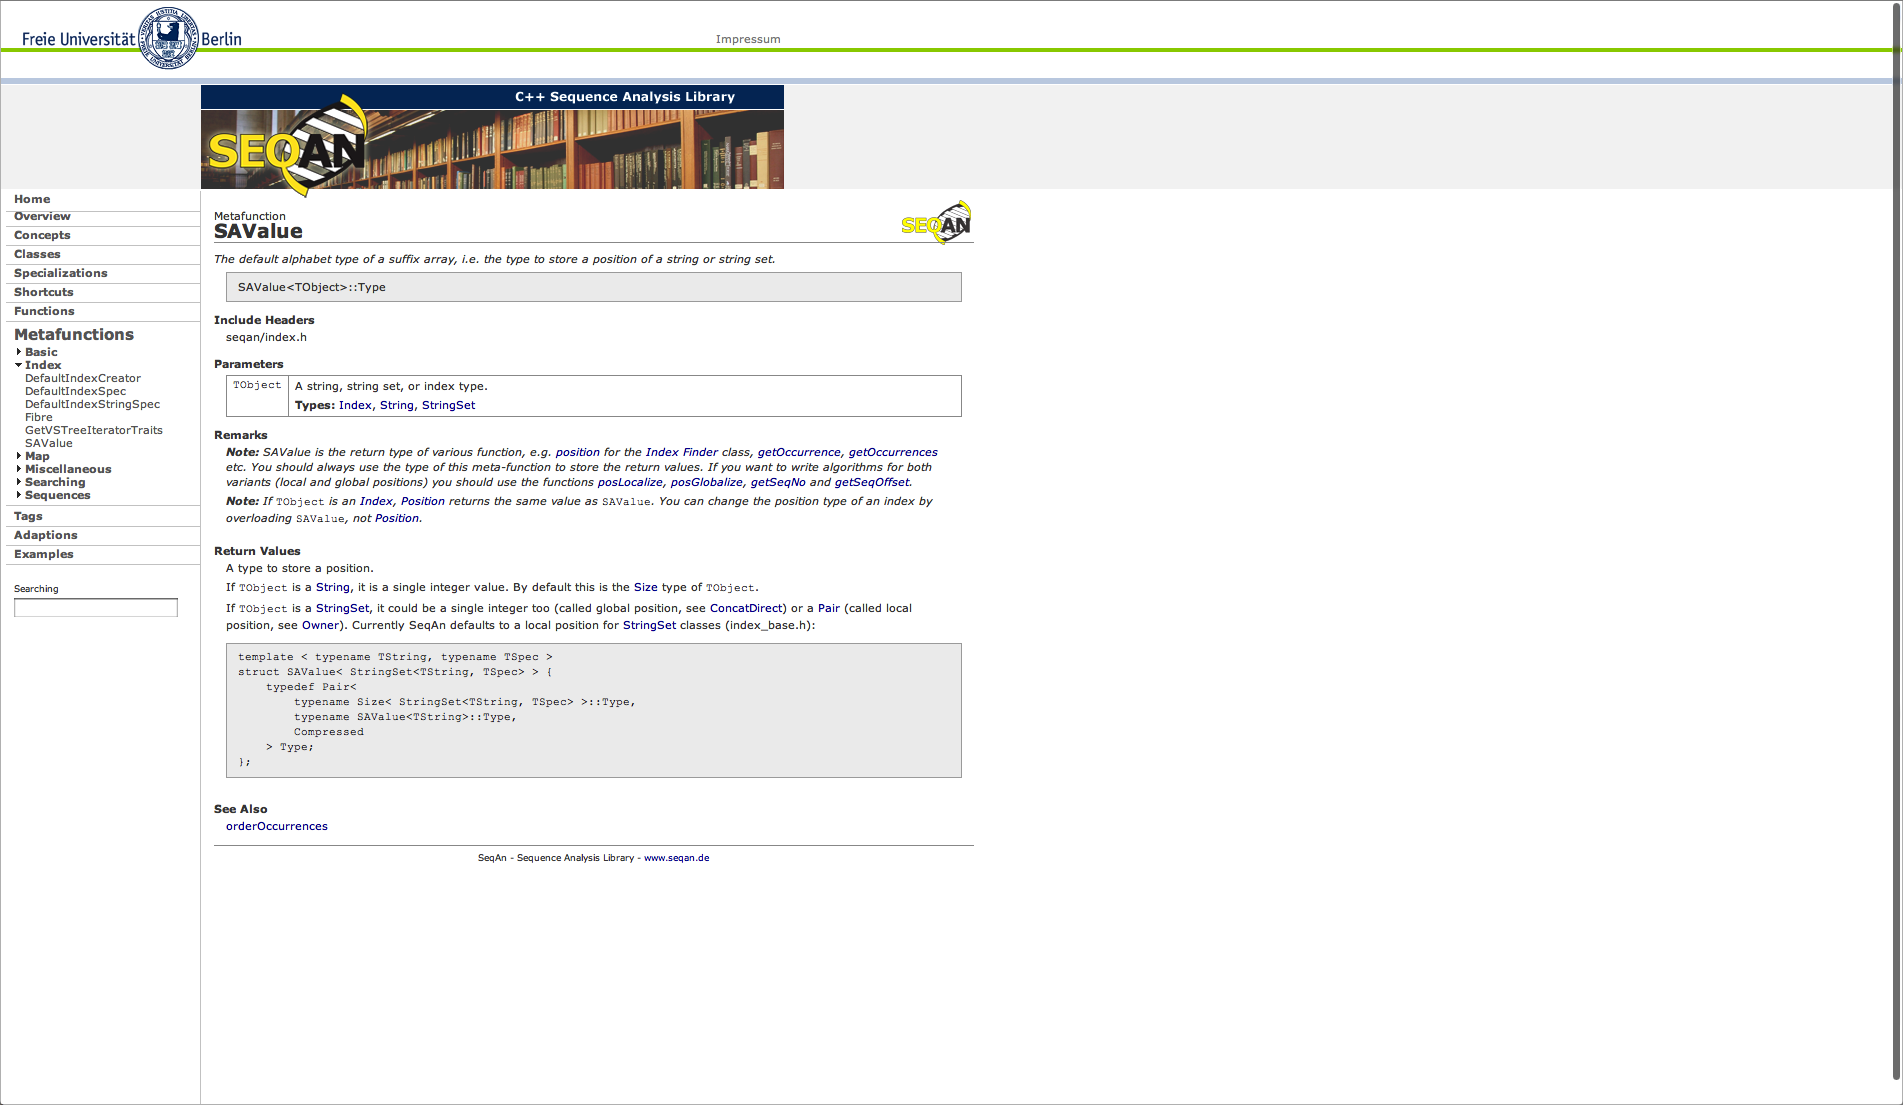 Freie Universität Berlin
Impressum
C++ Sequence Analysis Library
SEQAN
Home
Overview
Concepts
Classes
Specializations
Shortcuts
Functions
Metafunctions
Basic
Index
DefaultIndexCreator
DefaultIndexSpec
DefaultIndexStringSpec
Fibre
GetVSTreeIteratorTraits
SAValue
Map
Miscellaneous
Searching
Sequences
Tags
Adaptions
Examples
Searching
Metafunction
SAValue
SEQAN
The default alphabet type of a suffix array, i.e. the type to store a position of a string or string set.
SAValue<TObject>::Type
Include Headers
seqan/index.h
Parameters
TObject A string, string set, or index type.
Types: Index, String, StringSet
Remarks
Note: SAValue is the return type of various function, e.g. position for the Index Finder class, getOccurrence, getOccurrences
etc. You should always use the type of this meta-function to store the return values. If you want to write algorithms for both
variants (local and global positions) you should use the functions posLocalize, posGlobalize, getSeqNo and getSeqOffset.
Note: If TObject is an Index, Position returns the same value as SAValue. You can change the position type of an index by
overloading SAValue, not Position.
Return Values
A type to store a position.
If TObject is a String, it is a single integer value. By default this is the Size type of TObject.
If TObject is a StringSet, it could be a single integer too (called global position, see ConcatDirect) or a Pair (called local
position, see Owner). Currently SeqAn defaults to a local position for StringSet classes (index_base.h):
template < typename TString, typename TSpec >
struct SAValue< StringSet<TString, TSpec> > {
typedef Pair<
typename Size< StringSet<TString, TSpec> >::Type,
typename SAValue<TString>::Type,
Compressed
> Type;
};
See Also
orderOccurrences
SeqAn - Sequence Analysis Library - www.seqan.de